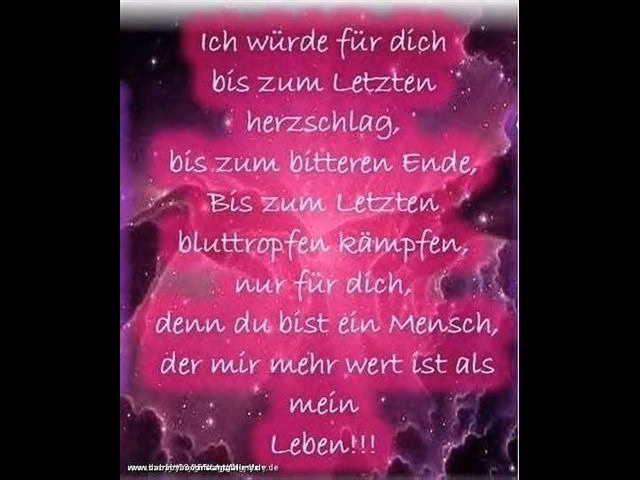 Ich würde für dich
bis zum Letzten
herzschlag,
bis zum bitteren Ende,
Bis zum Letzten
bluttropfen kämpfen,
nur für dich,
denn du bist ein Mensch,
der mir mehr wert ist als
mein
Leben!!!